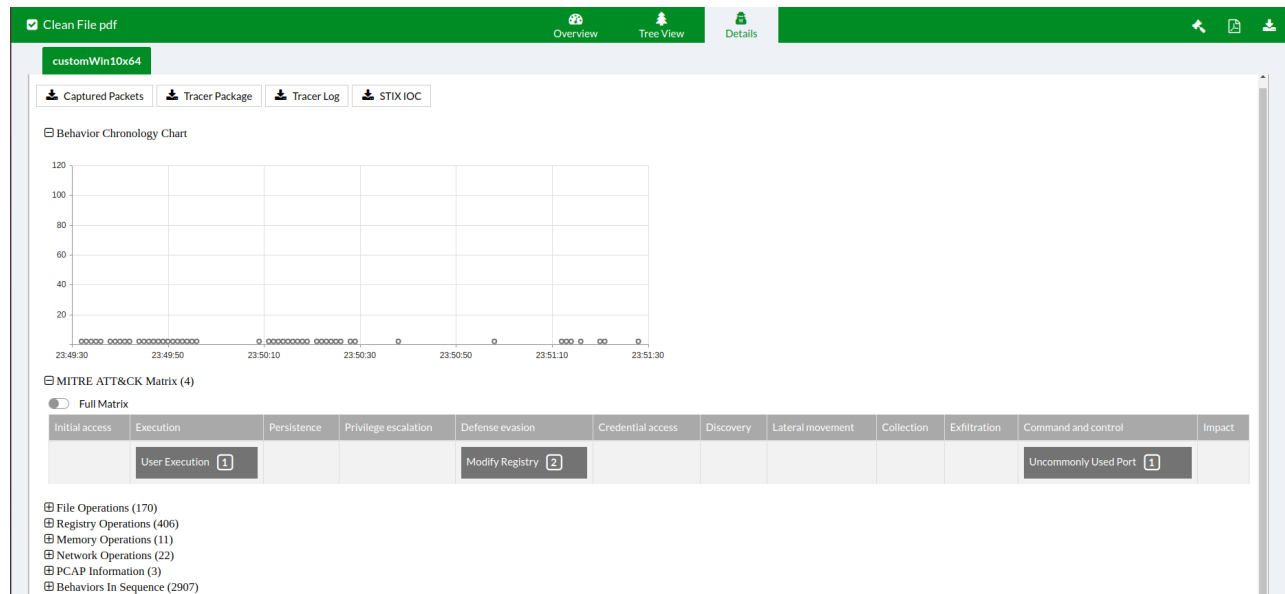 Clean File pdf
Overview
Tree View
Details
customWin10x64
Captured Packets
Tracer Package
Tracer Log
STIX IOC
Behavior Chronology Chart
120
100
80
60
40
20
23:49:30 23:49:50 23:50:10 23:50:30 23:50:50 23:51:10 23:51:30
MITRE ATT&CK Matrix (4)
Full Matrix
Initial access Execution Persistence Privilege escalation Defense evasion Credential access Discovery Lateral movement Collection Exfiltration Command and control Impact
User Execution 1 Modify Registry 2 Uncommonly Used Port 1
File Operations (170)
Registry Operations (406)
Memory Operations (11)
Network Operations (22)
PCAP Information (3)
Behaviors In Sequence (2907)